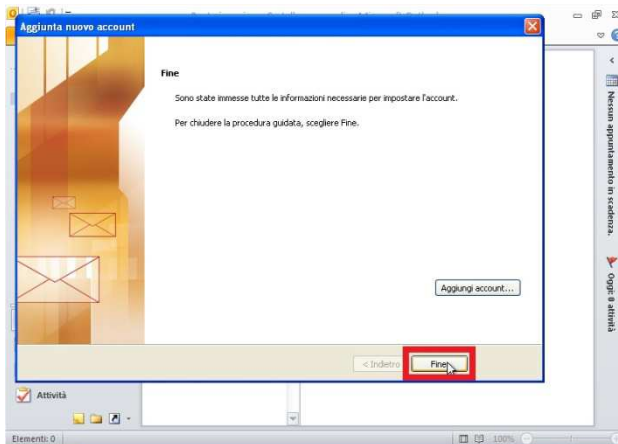 Aggiunta nuovo account
Fine
Sono state immesse tutte le informazioni necessarie per impostare l'account.
Per chiudere la procedura guidata, scegliere Fine.
Aggiungi account...
< Indietro
Fine
Nessun appuntamento in scadenza.
Oggi: 0 attività
Attività
Elementi: 0
100%